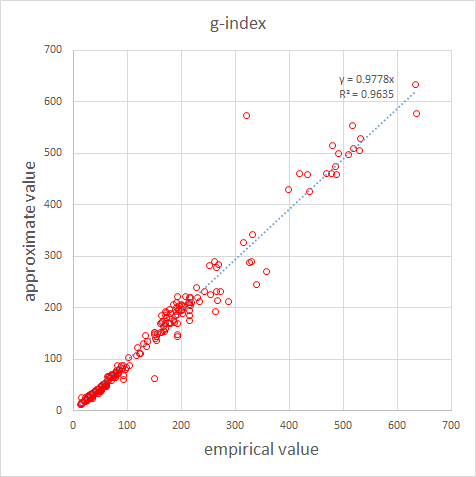 g-index
y = 0.9778x
R² = 0.9635
approximate value
700
600
500
400
300
200
100
0
0 100 200 300 400 500 600 700
empirical value